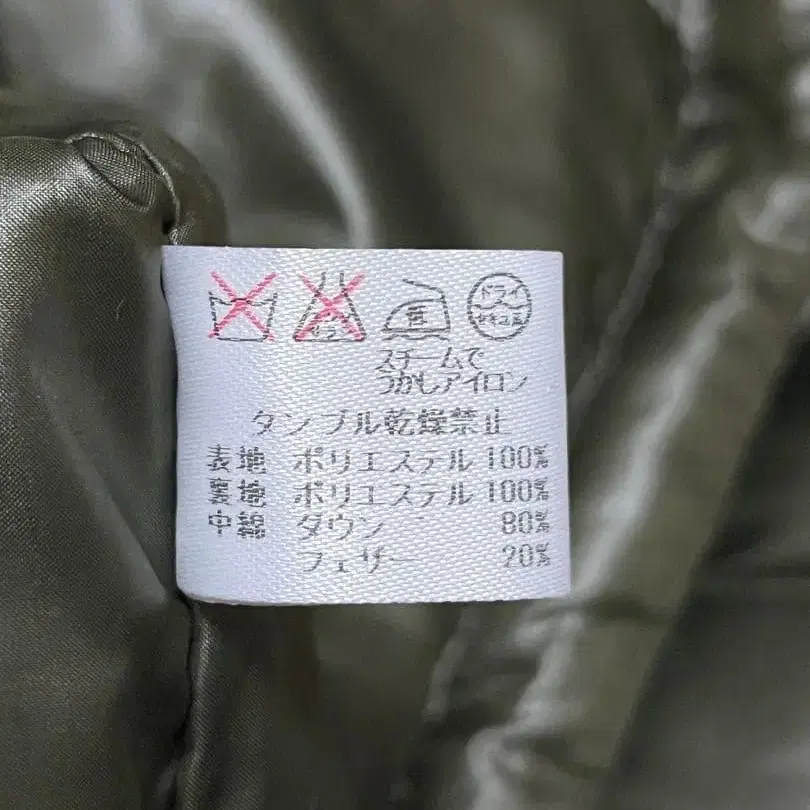 ドライ
スチームで
うかしアイロン
タンブル乾燥禁止
表地 ポリエステル 100%
裏地 ポリエステル 100%
中綿 ダウン 80%
フェザー 20%